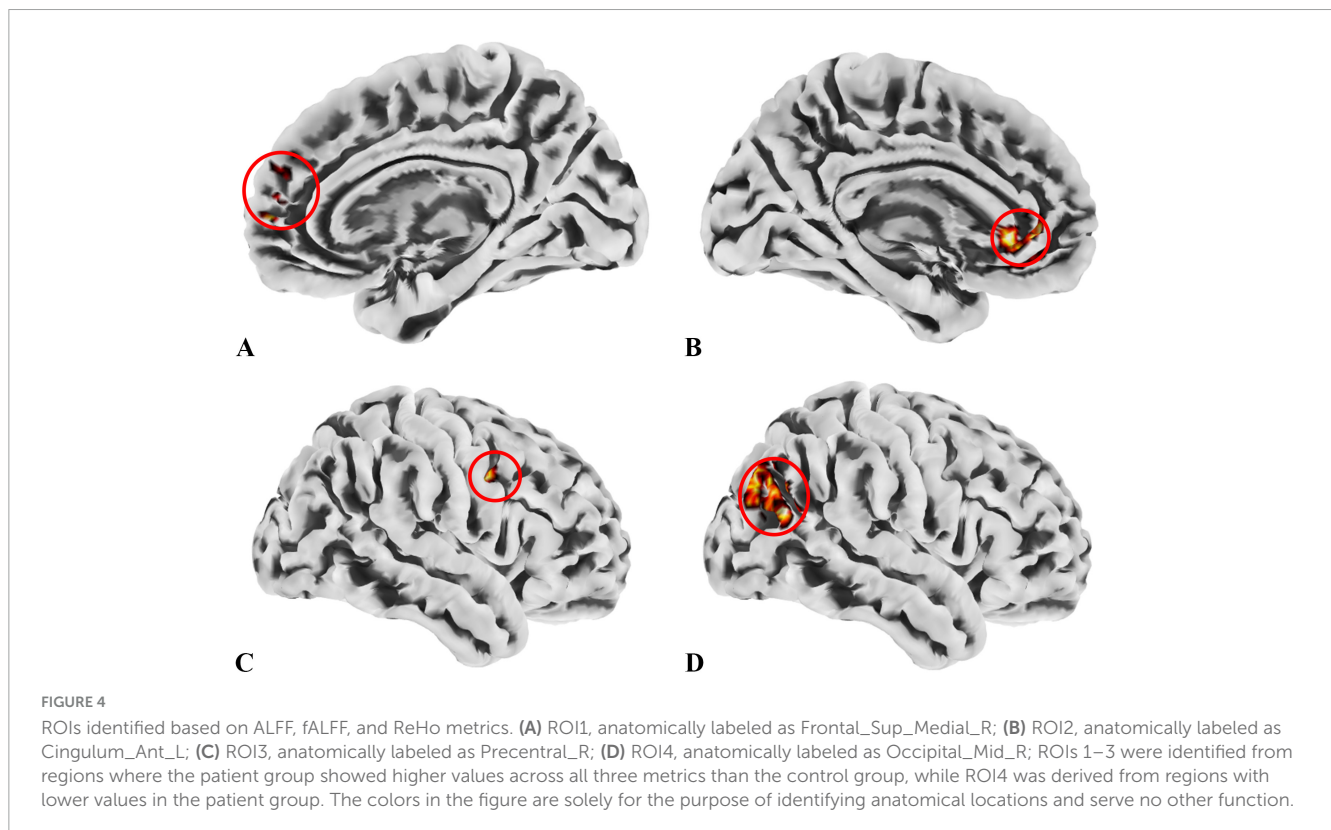 A
B
C
D
FIGURE 4
ROIs identified based on ALFF, fALFF, and ReHo metrics. (A) ROI1, anatomically labeled as Frontal_Sup_Medial_R; (B) ROI2, anatomically labeled as
Cingulum_Ant_L; (C) ROI3, anatomically labeled as Precentral_R; (D) ROI4, anatomically labeled as Occipital_Mid_R; ROIs 1–3 were identified from
regions where the patient group showed higher values across all three metrics than the control group, while ROI4 was derived from regions with
lower values in the patient group. The colors in the figure are solely for the purpose of identifying anatomical locations and serve no other function.